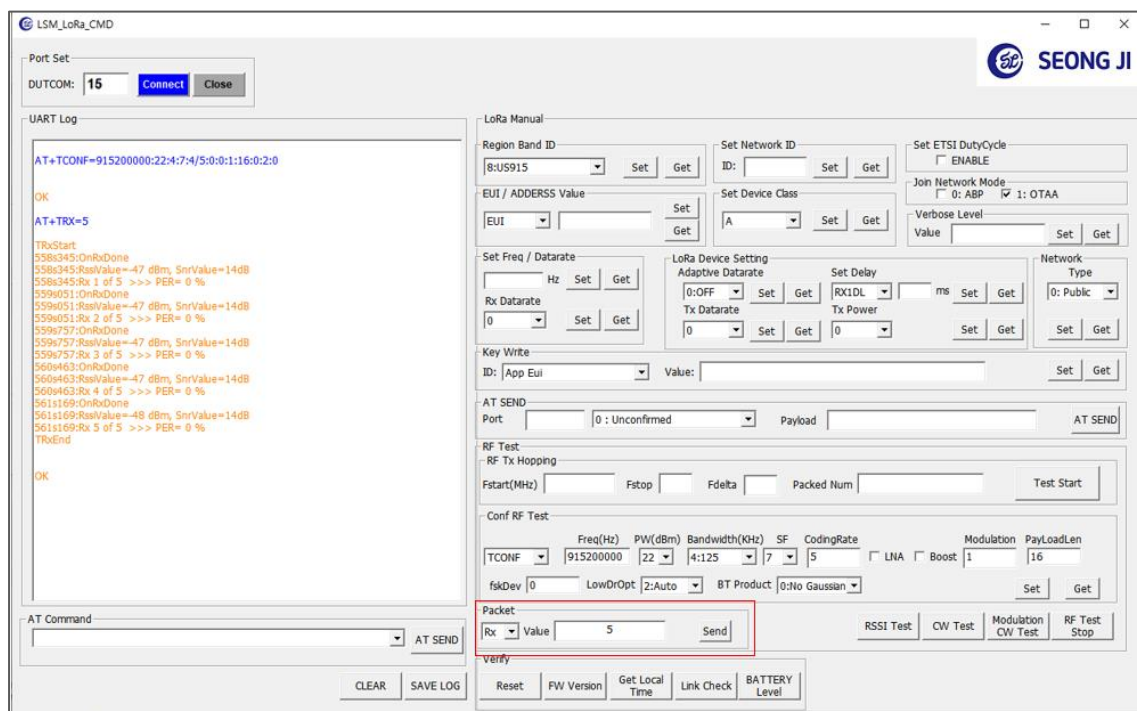 LSM_LoRa_CMD
SEONG JI
Port Set
DUTCOM: 15 Connect Close
UART Log
AT+TCONF=915200000:22:4:7:4/5:0:0:1:16:0:2:0
OK
AT+TRX=5
TRxStart
558s345:OnRxDone
558s345:RssiValue=-47 dBm, SnrValue=14dB
558s345:Rx 1 of 5 >>> PER= 0 %
559s051:OnRxDone
559s051:RssiValue=-47 dBm, SnrValue=14dB
559s051:Rx 2 of 5 >>> PER= 0 %
559s757:OnRxDone
559s757:RssiValue=-47 dBm, SnrValue=14dB
559s757:Rx 3 of 5 >>> PER= 0 %
560s463:OnRxDone
560s463:RssiValue=-47 dBm, SnrValue=14dB
560s463:Rx 4 of 5 >>> PER= 0 %
561s169:OnRxDone
561s169:RssiValue=-48 dBm, SnrValue=14dB
561s169:Rx 5 of 5 >>> PER= 0 %
TRxEnd
OK
AT Command
AT SEND
CLEAR SAVE LOG
LoRa Manual
Region Band ID
8:US915 Set Get
Set Network ID
ID: Set Get
Set ETSI DutyCycle
ENABLE
Join Network Mode
0: ABP 1: OTAA
EUI / ADDERSS Value
EUI Set
Get
Set Device Class
A Set Get
Verbose Level
Value Set Get
Set Freq / Datarate
Hz Set Get
Rx Datarate
0 Set Get
LoRa Device Setting
Adaptive Datarate Set Delay
0:OFF Set Get RX1DL ms Set Get
Tx Datarate Tx Power
0 Set Get 0 Set Get
Network
Type
0: Public
Set Get
Key Write
ID: App Eui Value: Set Get
AT SEND
Port 0 : Unconfirmed Payload AT SEND
RF Test
RF Tx Hopping
Fstart(MHz) Fstop Fdelta Packed Num Test Start
Conf RF Test
Freq(Hz) PW(dBm) Bandwidth(KHz) SF CodingRate Modulation PayLoadLen
TCONF 915200000 22 4:125 7 5 LNA Boost 1 16
fskDev 0 LowDrOpt 2:Auto BT Product 0:No Gaussian Set Get
Packet
Rx Value 5 Send
RSSI Test CW Test Modulation CW Test RF Test Stop
Verify
Reset FW Version Get Local Time Link Check BATTERY Level